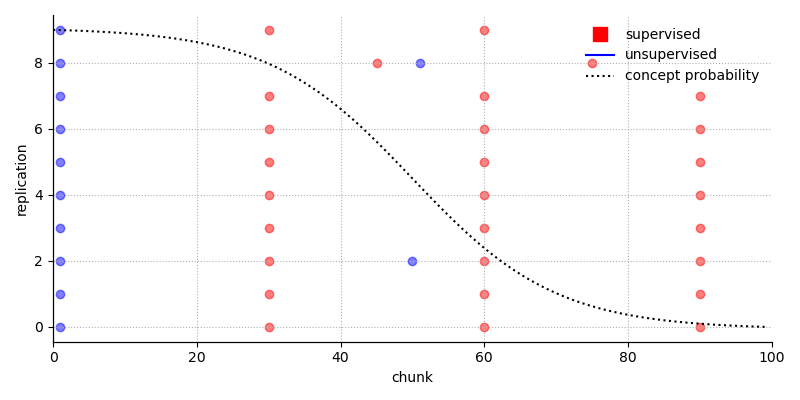 supervised
unsupervised
concept probability
replication
8
6
4
2
0
0 20 40 60 80 100
chunk